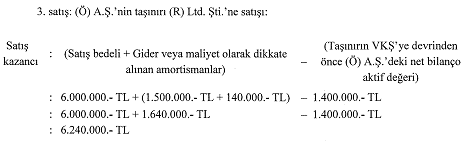 3. satış: (Ö) A.Ş.'nin taşınırı (R) Ltd. Şti.'ne satışı:
Satış kazancı : (Satış bedeli + Gider veya maliyet olarak dikkate alınan amortismanlar) – (Taşınırın VKŞ'ye devrinden önce (Ö) A.Ş.'deki net bilanço aktif değeri)
: 6.000.000.- TL + (1.500.000.- TL + 140.000.- TL) – 1.400.000.- TL
: 6.000.000.- TL + 1.640.000.- TL – 1.400.000.- TL
: 6.240.000.- TL